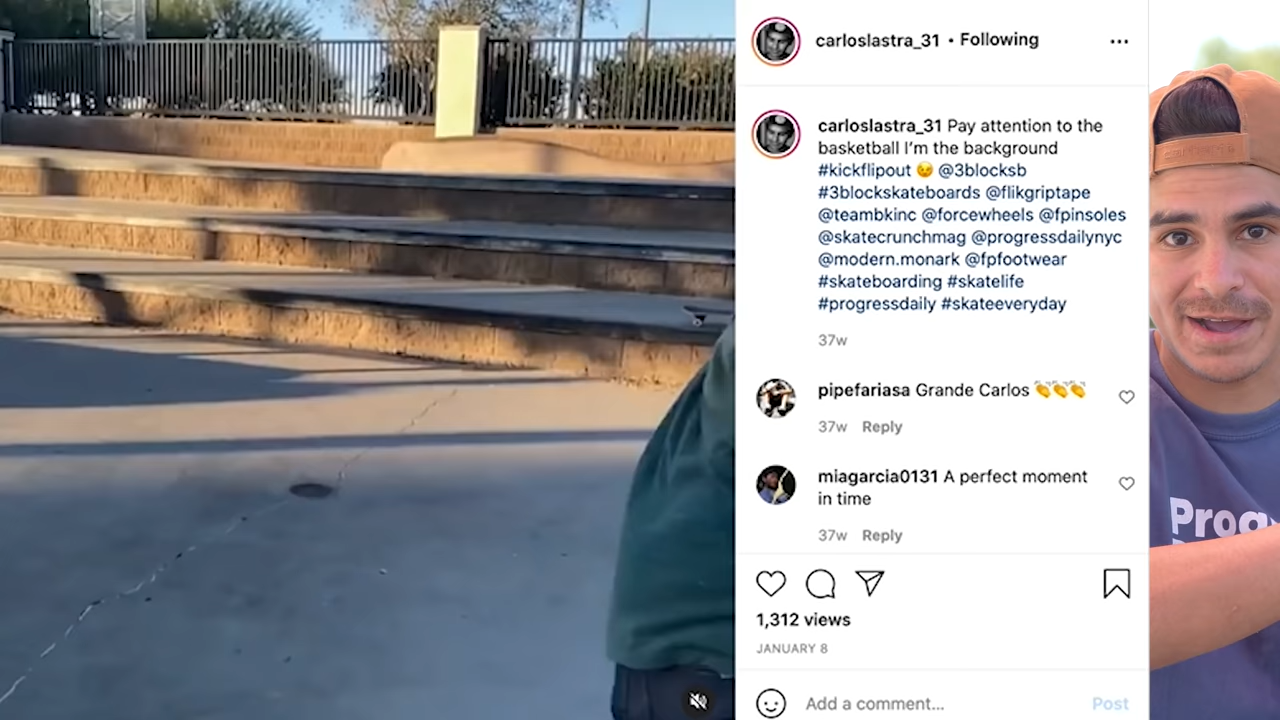 carloslastra_31 • Following
carloslastra_31 Pay attention to the
basketball I'm the background
#kickflipout 😉 @3blocksb
#3blockskateboards @flikgriptape
@teambkinc @forcewheels @fpinsoles
@skatecrunchmag @progressdailynyc
@modern.monark @fpfootwear
#skateboarding #skatelife
#progressdaily #skateeveryday
37w
pipefariasa Grande Carlos 👏👏👏
37w Reply
miagarcia0131 A perfect moment
in time
37w Reply
1,312 views
JANUARY 8
Add a comment... Post
Prog